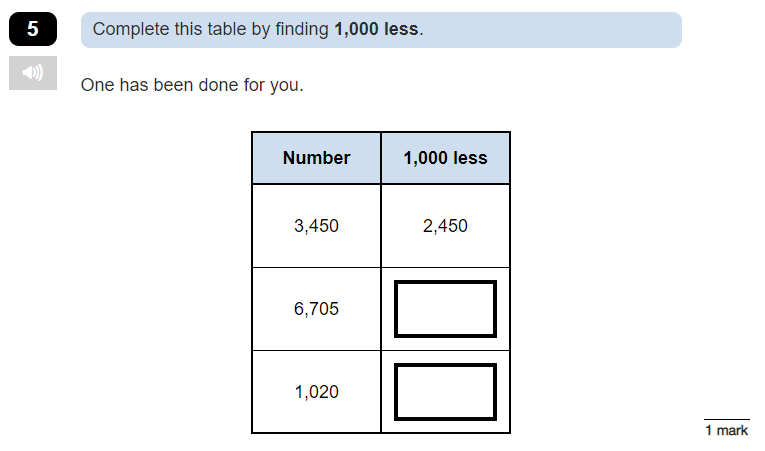 5
Complete this table by finding 1,000 less.
One has been done for you.
Number 1,000 less
3,450 2,450
6,705
1,020
1 mark